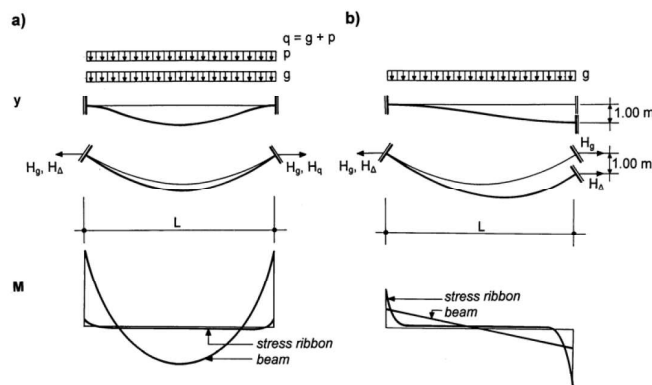 a)
q = g + p
p
g
y
H_g, H_Δ
H_g, H_q
L
M
stress ribbon
beam
b)
g
1.00 m
H_g
1.00 m
H_g, H_Δ
H_Δ
L
stress ribbon
beam